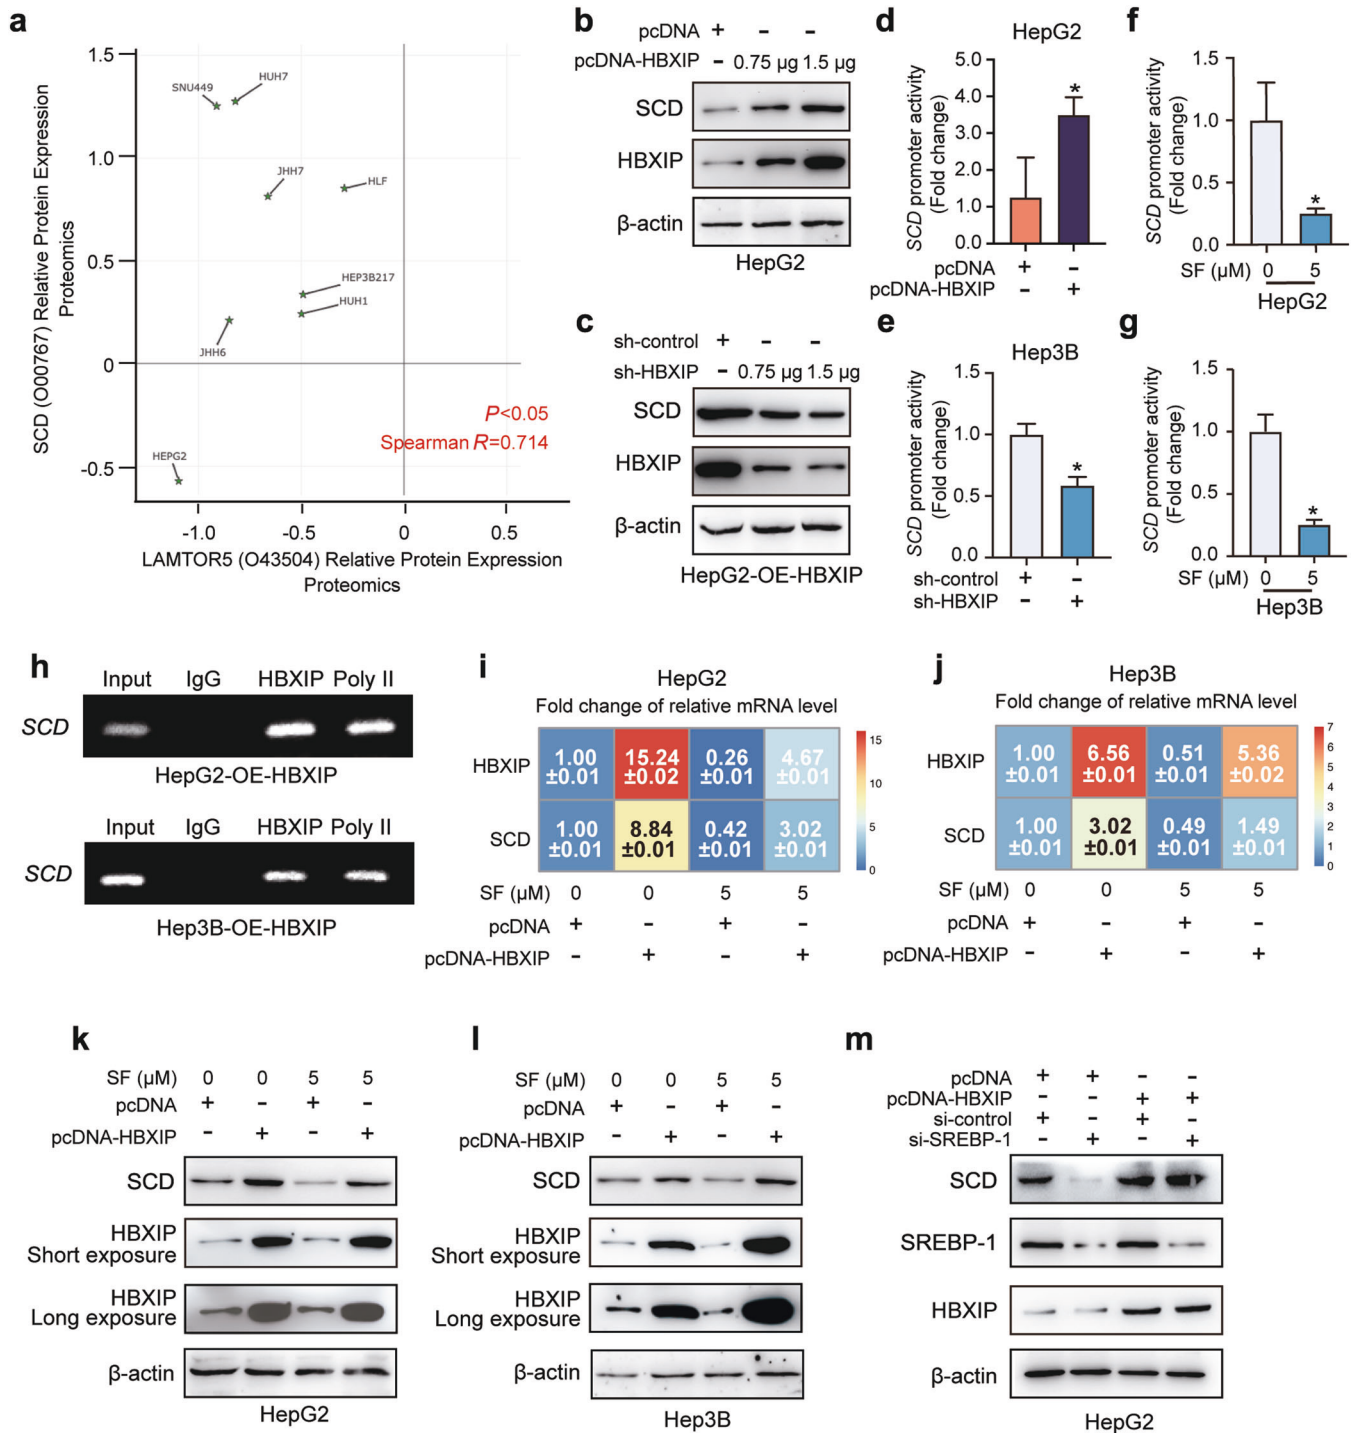 a
SCD (O00767) Relative Protein Expression
Proteomics
1.5
1.0
0.5
0
-0.5
SNU449
HUH7
JHH7
HLF
HEP3B217
HUH1
JHH6
HEPG2
P<0.05
Spearman R=0.714
-1.0 -0.5 0 0.5
LAMTOR5 (O43504) Relative Protein Expression
Proteomics
b
pcDNA + - -
pcDNA-HBXIP - 0.75 µg 1.5 µg
SCD
HBXIP
β-actin
HepG2
c
sh-control + - -
sh-HBXIP - 0.75 µg 1.5 µg
SCD
HBXIP
β-actin
HepG2-OE-HBXIP
d
HepG2
SCD promoter activity
(Fold change)
5.0
4.0
3.0
2.0
1.0
0.0
*
pcDNA + -
pcDNA-HBXIP - +
e
Hep3B
SCD promoter activity
(Fold change)
1.5
1.0
0.5
0.0
*
sh-control + -
sh-HBXIP - +
f
SCD promoter activity
(Fold change)
1.5
1.0
0.5
0.0
*
SF (µM) 0 5
HepG2
g
SCD promoter activity
(Fold change)
1.5
1.0
0.5
0.0
*
SF (µM) 0 5
Hep3B
h
Input IgG HBXIP Poly II
SCD
HepG2-OE-HBXIP
Input IgG HBXIP Poly II
SCD
Hep3B-OE-HBXIP
i
HepG2
Fold change of relative mRNA level
HBXIP
1.00 15.24 0.26 4.67
±0.01 ±0.02 ±0.01 ±0.01
SCD
1.00 8.84 0.42 3.02
±0.01 ±0.01 ±0.01 ±0.01
15
10
5
0
SF (µM) 0 0 5 5
pcDNA + - + -
pcDNA-HBXIP - + - +
j
Hep3B
Fold change of relative mRNA level
HBXIP
1.00 6.56 0.51 5.36
±0.01 ±0.01 ±0.01 ±0.02
SCD
1.00 3.02 0.49 1.49
±0.01 ±0.01 ±0.01 ±0.01
7
6
5
4
3
2
1
0
SF (µM) 0 0 5 5
pcDNA + - + -
pcDNA-HBXIP - + - +
k
SF (µM) 0 0 5 5
pcDNA + - + -
pcDNA-HBXIP - + - +
SCD
HBXIP
Short exposure
HBXIP
Long exposure
β-actin
HepG2
l
SF (µM) 0 0 5 5
pcDNA + - + -
pcDNA-HBXIP - + - +
SCD
HBXIP
Short exposure
HBXIP
Long exposure
β-actin
Hep3B
m
pcDNA + + - -
pcDNA-HBXIP - - + +
si-control + - + -
si-SREBP-1 - + - +
SCD
SREBP-1
HBXIP
β-actin
HepG2